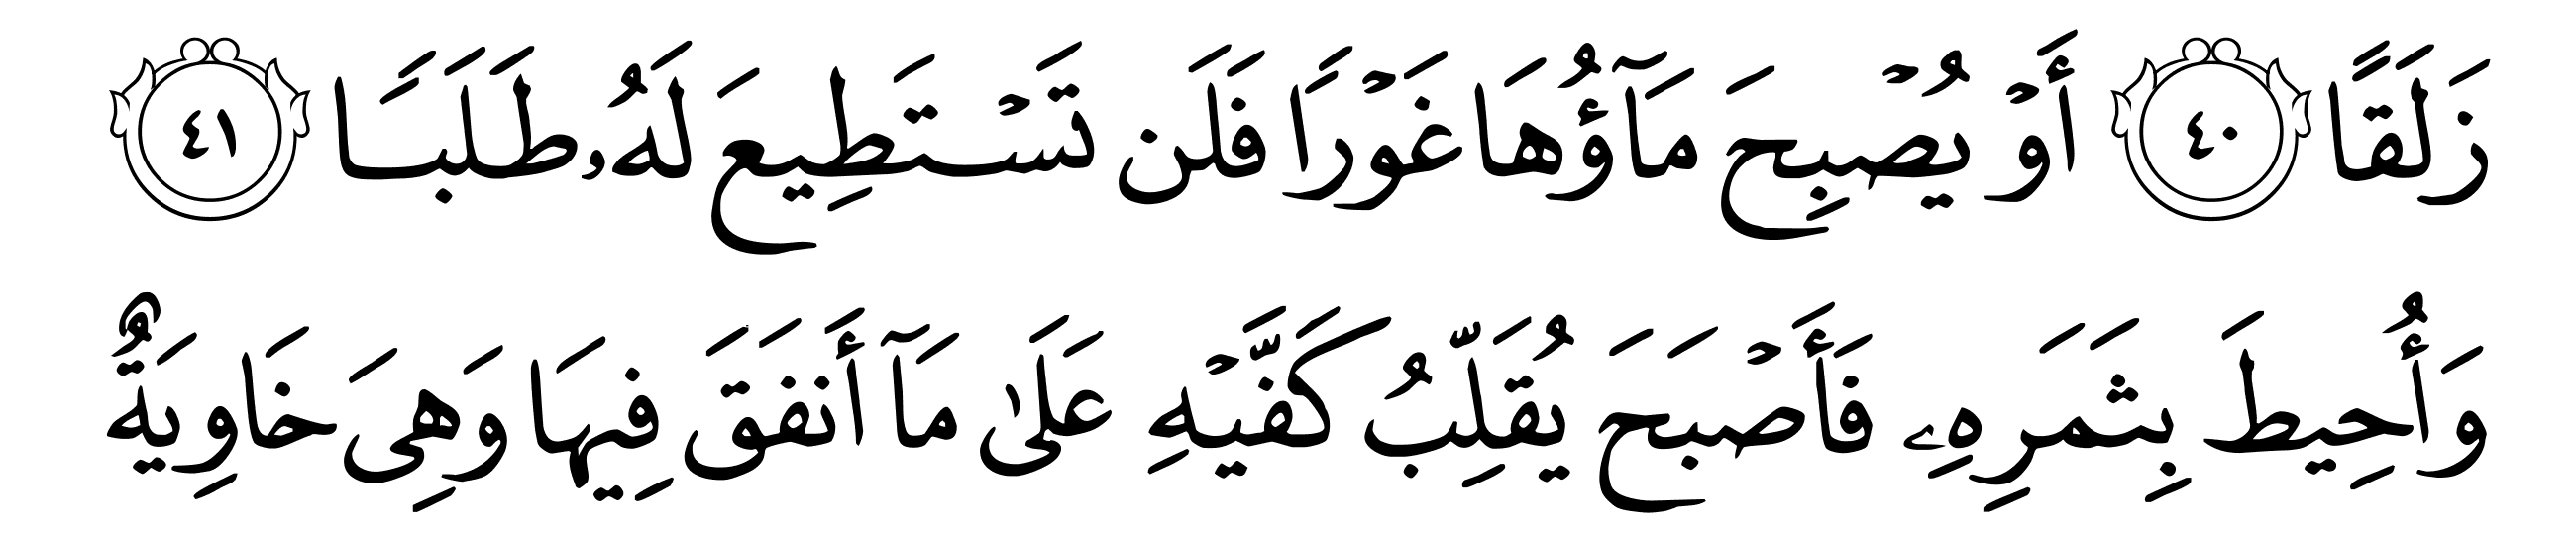 زَلَقًا ٤٠ أَوْ يُصْبِحَ مَآؤُهَا غَوْرًا فَلَن تَسْتَطِيعَ لَهُۥ طَلَبًا ٤١
وَأُحِيطَ بِثَمَرِهِۦ فَأَصْبَحَ يُقَلِّبُ كَفَّيْهِ عَلَىٰ مَآ أَنفَقَ فِيهَا وَهِىَ خَاوِيَةٌ